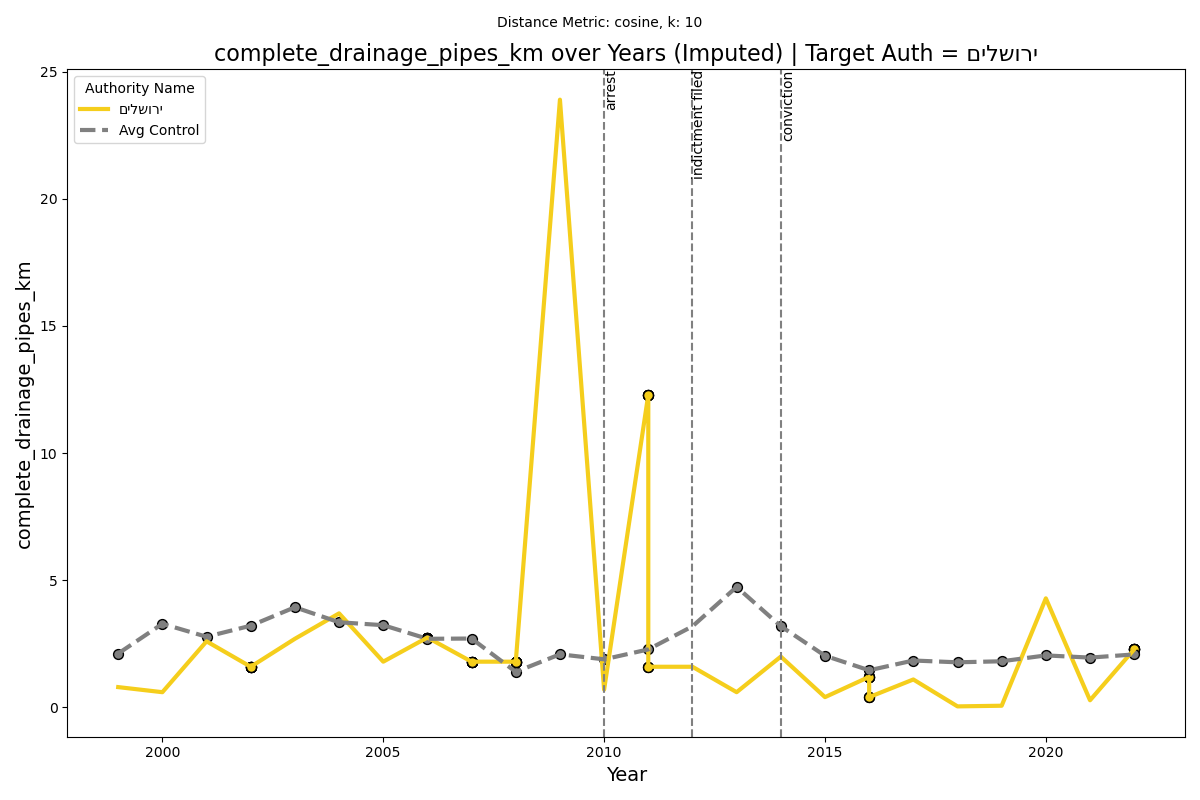 Distance Metric: cosine, k: 10
complete_drainage_pipes_km over Years (Imputed) | Target Auth = ירושלים
Authority Name
ירושלים
Avg Control
arrest
indictment filed
conviction
25
20
15
10
5
0
complete_drainage_pipes_km
2000
2005
2010
2015
2020
Year